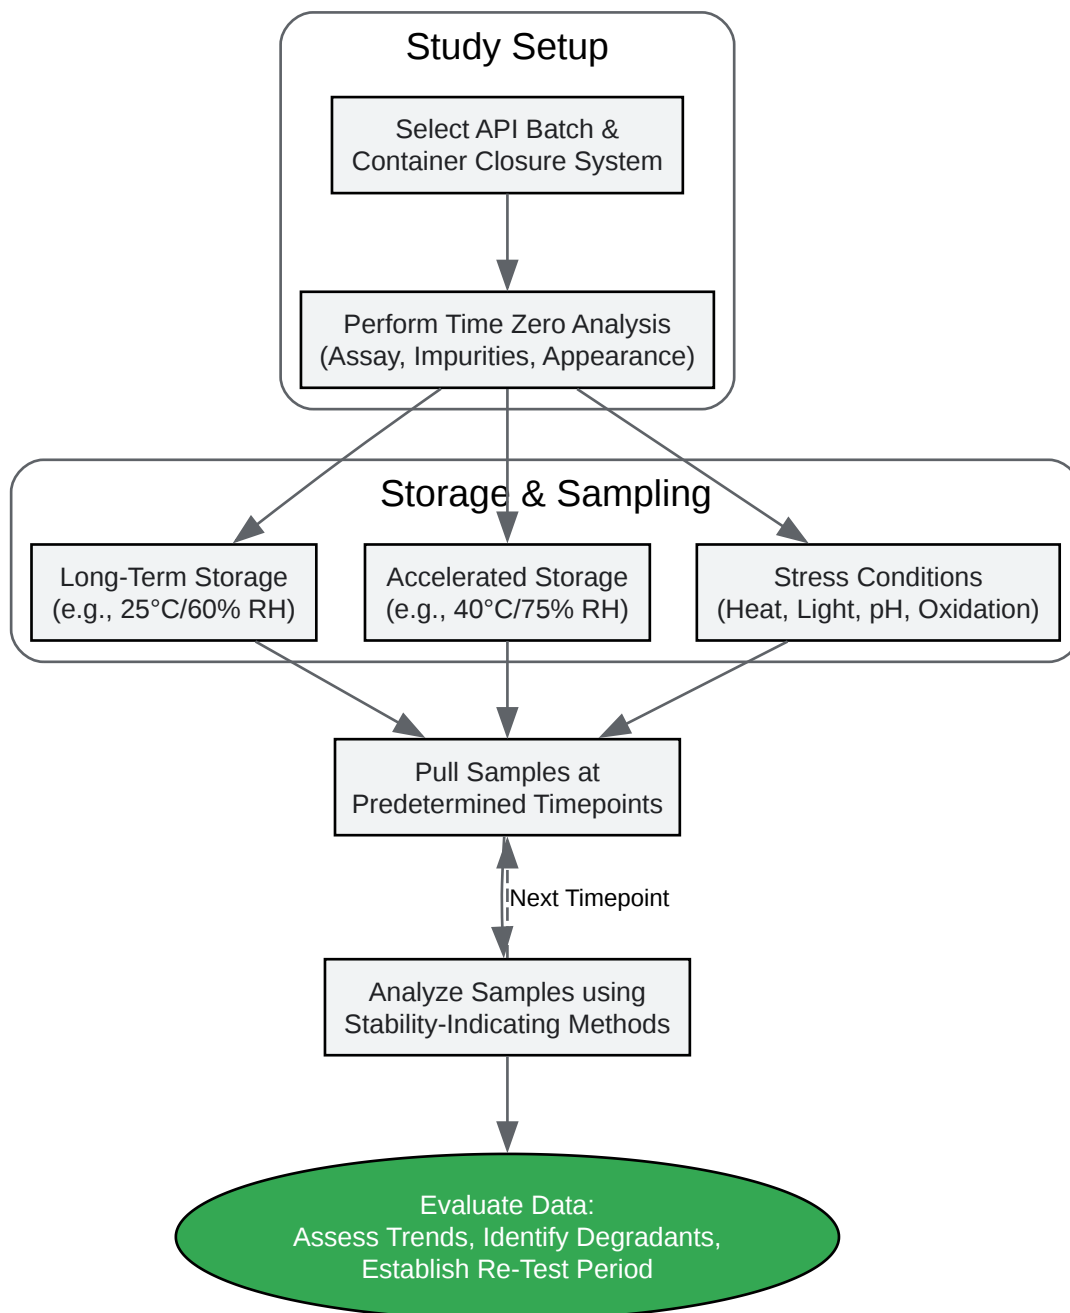 Study Setup
Select API Batch &
Container Closure System
Perform Time Zero Analysis
(Assay, Impurities, Appearance)
Storage & Sampling
Long-Term Storage
(e.g., 25°C/60% RH)
Accelerated Storage
(e.g., 40°C/75% RH)
Stress Conditions
(Heat, Light, pH, Oxidation)
Pull Samples at
Predetermined Timepoints
Next Timepoint
Analyze Samples using
Stability-Indicating Methods
Evaluate Data:
Assess Trends, Identify Degradants,
Establish Re-Test Period